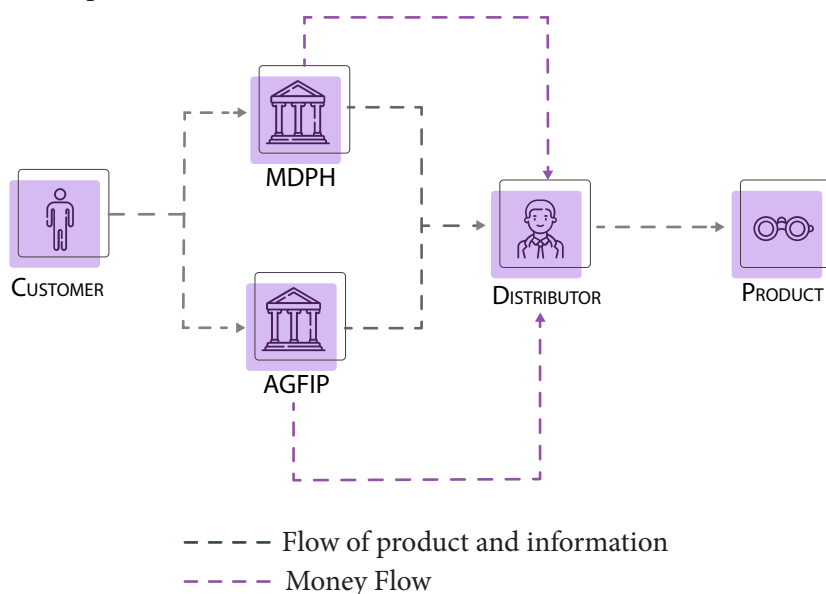 MDPH
CUSTOMER
DISTRIBUTOR
PRODUCT
AGFIP
Flow of product and information
Money Flow